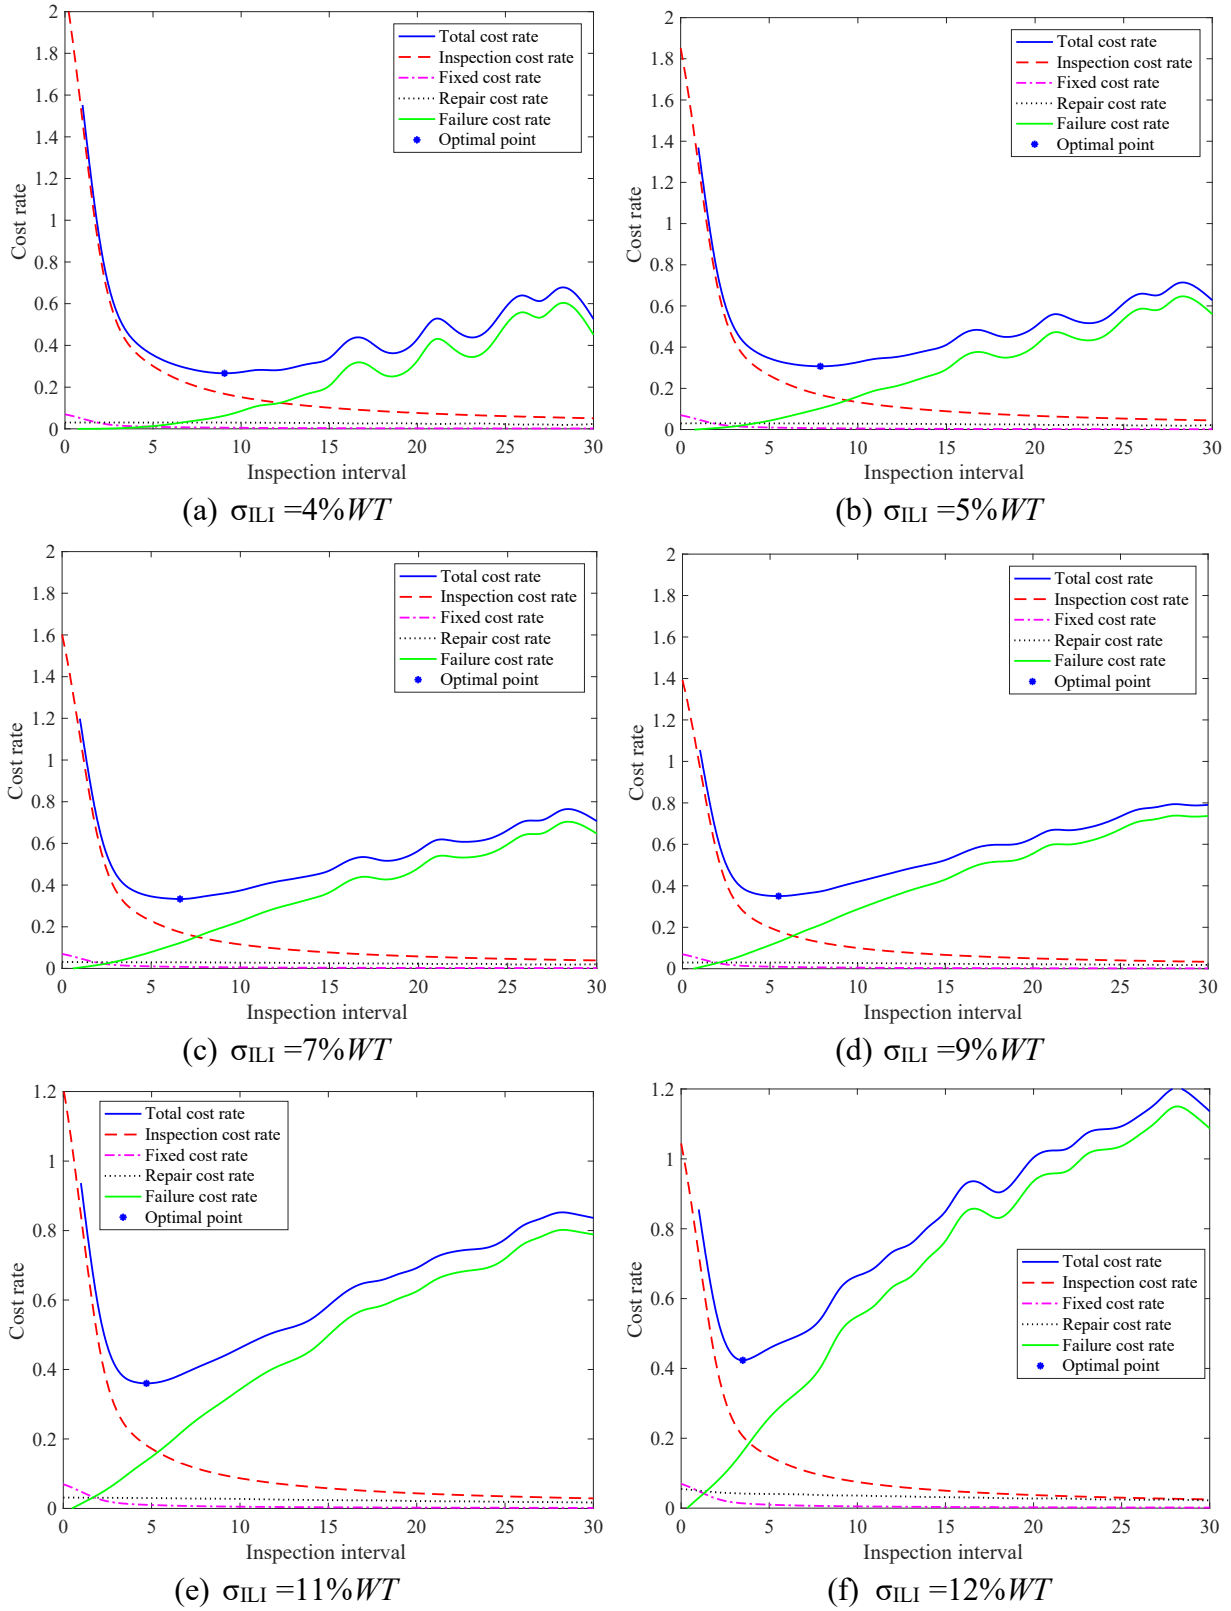 2
1.8
1.6
1.4
1.2
1
0.8
0.6
0.4
0.2
0
Cost rate
Total cost rate
Inspection cost rate
Fixed cost rate
Repair cost rate
Failure cost rate
Optimal point
0 5 10 15 20 25 30
Inspection interval
(a) σILI =4%WT
2
1.8
1.6
1.4
1.2
1
0.8
0.6
0.4
0.2
0
Cost rate
Total cost rate
Inspection cost rate
Fixed cost rate
Repair cost rate
Failure cost rate
Optimal point
0 5 10 15 20 25 30
Inspection interval
(b) σILI =5%WT
2
1.8
1.6
1.4
1.2
1
0.8
0.6
0.4
0.2
0
Cost rate
Total cost rate
Inspection cost rate
Fixed cost rate
Repair cost rate
Failure cost rate
Optimal point
0 5 10 15 20 25 30
Inspection interval
(c) σILI =7%WT
2
1.8
1.6
1.4
1.2
1
0.8
0.6
0.4
0.2
0
Cost rate
Total cost rate
Inspection cost rate
Fixed cost rate
Repair cost rate
Failure cost rate
Optimal point
0 5 10 15 20 25 30
Inspection interval
(d) σILI =9%WT
1.2
1
0.8
0.6
0.4
0.2
0
Cost rate
Total cost rate
Inspection cost rate
Fixed cost rate
Repair cost rate
Failure cost rate
Optimal point
0 5 10 15 20 25 30
Inspection interval
(e) σILI =11%WT
1.2
1
0.8
0.6
0.4
0.2
0
Cost rate
Total cost rate
Inspection cost rate
Fixed cost rate
Repair cost rate
Failure cost rate
Optimal point
0 5 10 15 20 25 30
Inspection interval
(f) σILI =12%WT